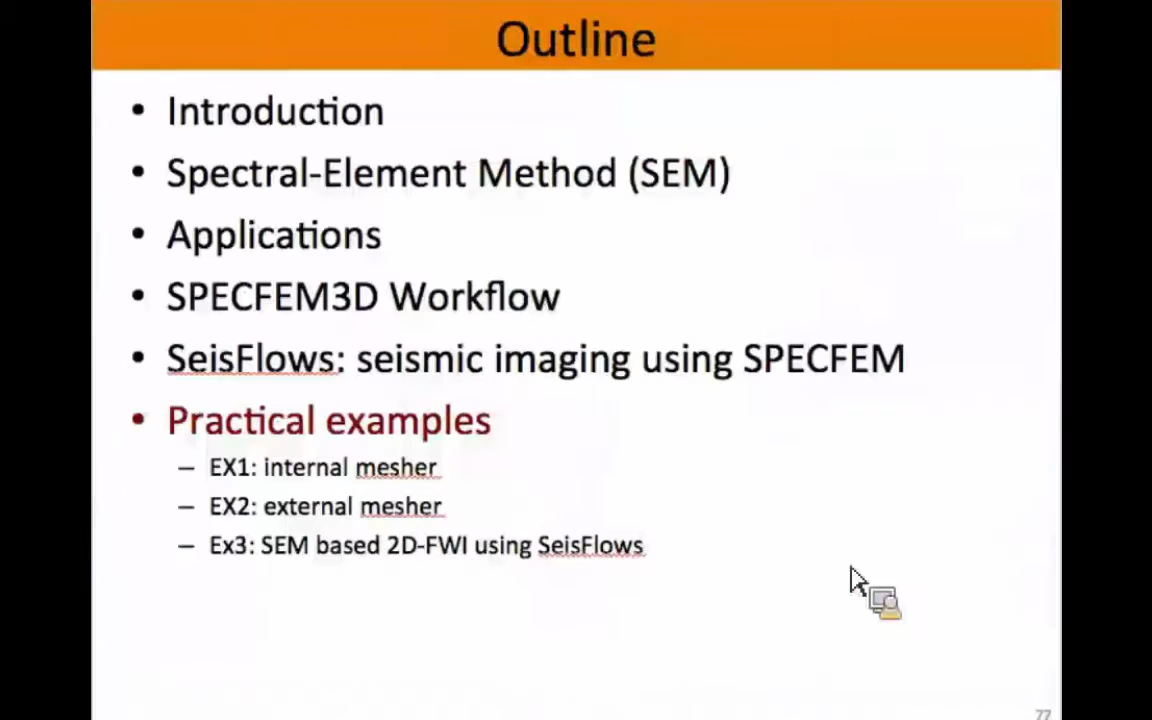 Outline
• Introduction
• Spectral-Element Method (SEM)
• Applications
• SPECFEM3D Workflow
• SeisFlows: seismic imaging using SPECFEM
• Practical examples
– EX1: internal mesher
– EX2: external mesher
– Ex3: SEM based 2D-FWI using SeisFlows
77